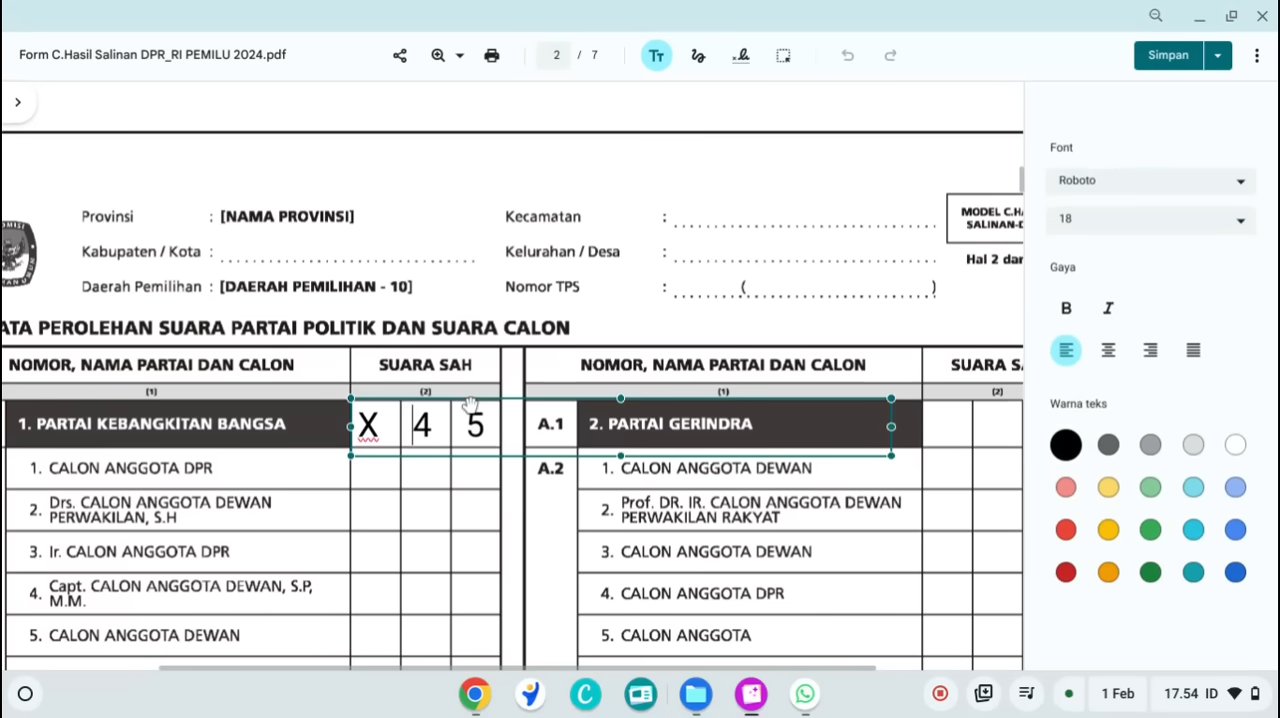 Form C.Hasil Salinan DPR_RI PEMILU 2024.pdf
2 / 7
Simpan
Font
Roboto
18
Gaya
B I
Warna teks
Provinsi : [NAMA PROVINSI]
Kabupaten / Kota : ........................................
Daerah Pemilihan : [DAERAH PEMILIHAN - 10]
Kecamatan : ........................................
Kelurahan / Desa : ........................................
Nomor TPS : ..........(..............................)
MODEL C.HA
SALINAN-D
Hal 2 dar
ATA PEROLEHAN SUARA PARTAI POLITIK DAN SUARA CALON
NOMOR, NAMA PARTAI DAN CALON SUARA SAH
(1) (2)
1. PARTAI KEBANGKITAN BANGSA X 4 5
1. CALON ANGGOTA DPR
2. Drs. CALON ANGGOTA DEWAN
PERWAKILAN, S.H
3. Ir. CALON ANGGOTA DPR
4. Capt. CALON ANGGOTA DEWAN, S.P,
M.M.
5. CALON ANGGOTA DEWAN
NOMOR, NAMA PARTAI DAN CALON SUARA SA
(1) (2)
A.1 2. PARTAI GERINDRA
A.2 1. CALON ANGGOTA DEWAN
2. Prof. DR. IR. CALON ANGGOTA DEWAN
PERWAKILAN RAKYAT
3. CALON ANGGOTA DEWAN
4. CALON ANGGOTA DPR
5. CALON ANGGOTA
1 Feb
17.54 ID